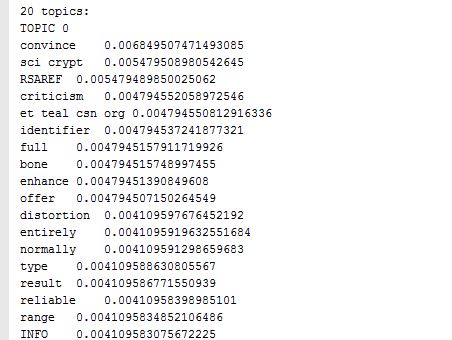 20 topics:
TOPIC 0
convince 0.006849507471493085
sci crypt 0.005479508980542645
RSAREF 0.005479489850025062
criticism 0.004794552058972546
et teal csn org 0.004794550812916336
identifier 0.004794537241877321
full 0.0047945157911719926
bone 0.004794515748997455
enhance 0.00479451390849608
offer 0.004794507150264549
distortion 0.004109597676452192
entirely 0.0041095919632551684
normally 0.004109591298659683
type 0.004109588630805567
result 0.004109586771550939
reliable 0.00410958398985101
range 0.0041095834852106486
INFO 0.004109583075672225